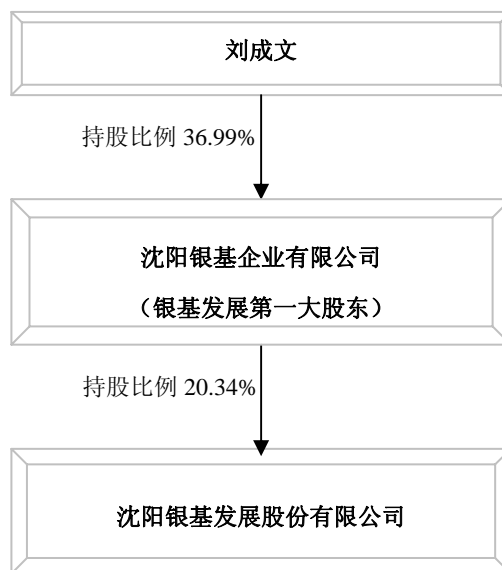 刘成文
持股比例 36.99%
沈阳银基企业有限公司
（银基发展第一大股东）
持股比例 20.34%
沈阳银基发展股份有限公司